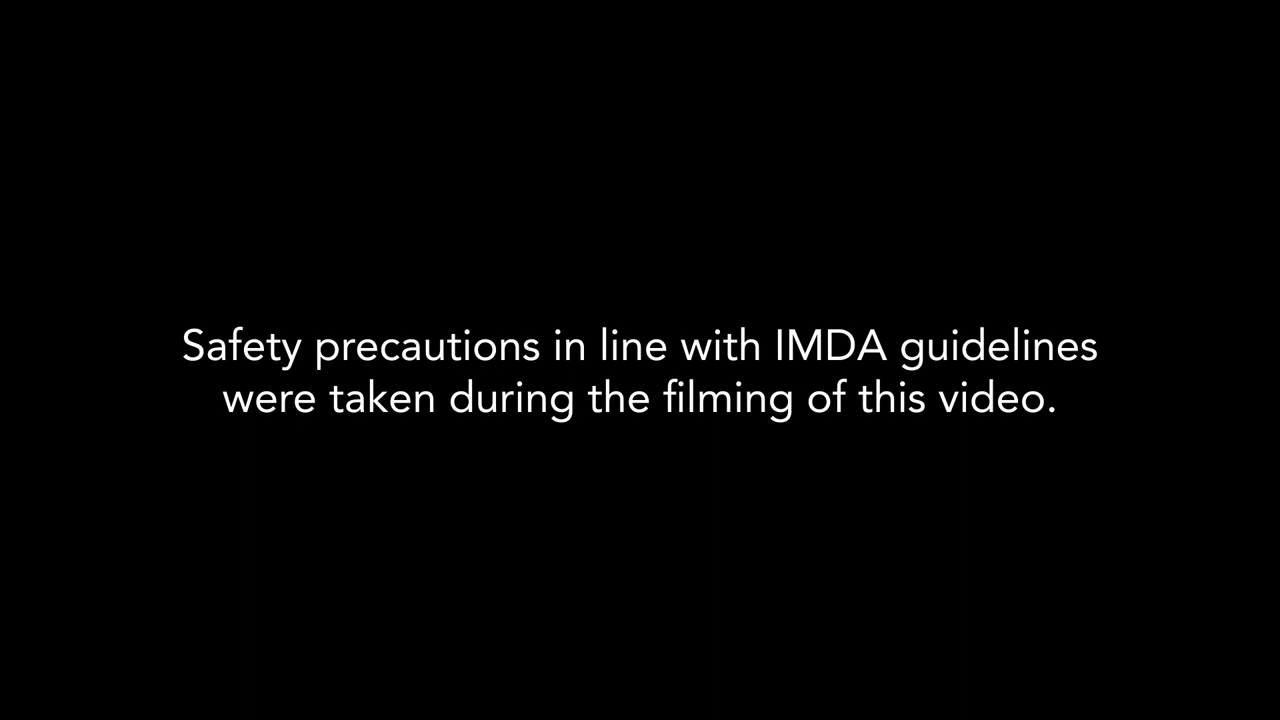 Safety precautions in line with IMDA guidelines
were taken during the filming of this video.